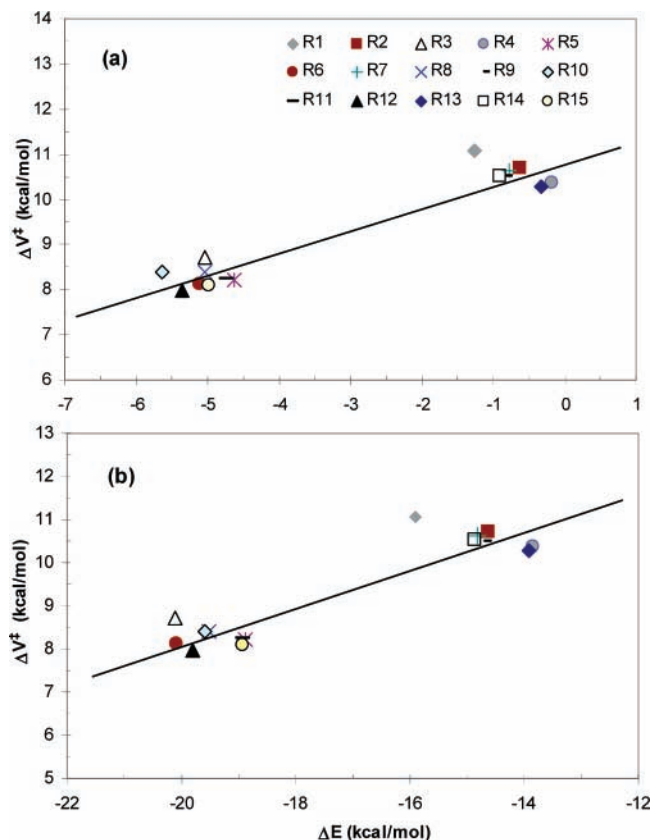 14
13
12
11
10
9
8
7
6
ΔV‡ (kcal/mol)
(a)
R1 R2 R3 R4 R5
R6 R7 R8 R9 R10
R11 R12 R13 R14 R15
-7 -6 -5 -4 -3 -2 -1 0 1
13
12
11
10
9
8
7
6
5
ΔV‡ (kcal/mol)
(b)
-22 -20 -18 -16 -14 -12
ΔE (kcal/mol)